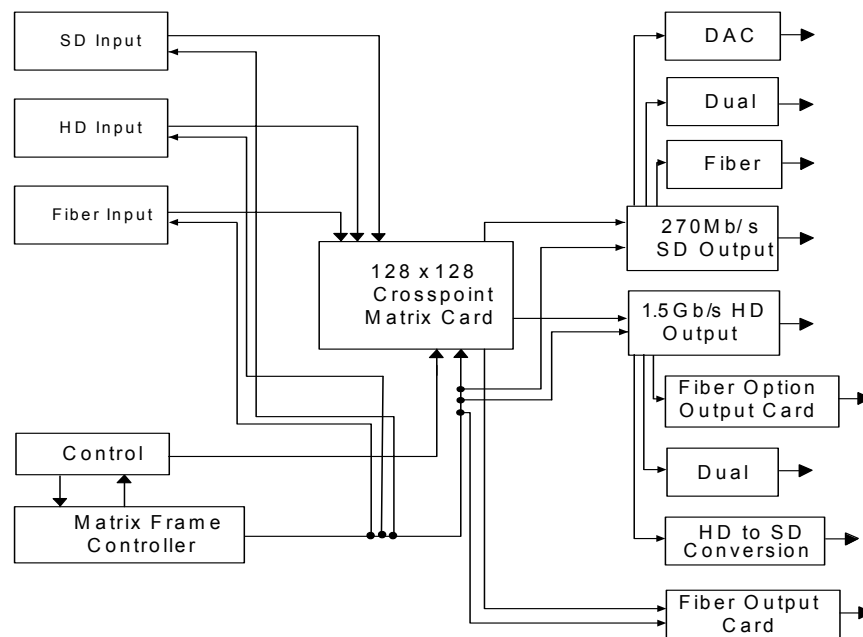 SD Input
HD Input
Fiber Input
128 x 128
Crosspoint
Matrix Card
Control
Matrix Frame
Controller
DAC
Dual
Fiber
270Mb/s
SD Output
1.5Gb/s HD
Output
Fiber Option
Output Card
Dual
HD to SD
Conversion
Fiber Output
Card